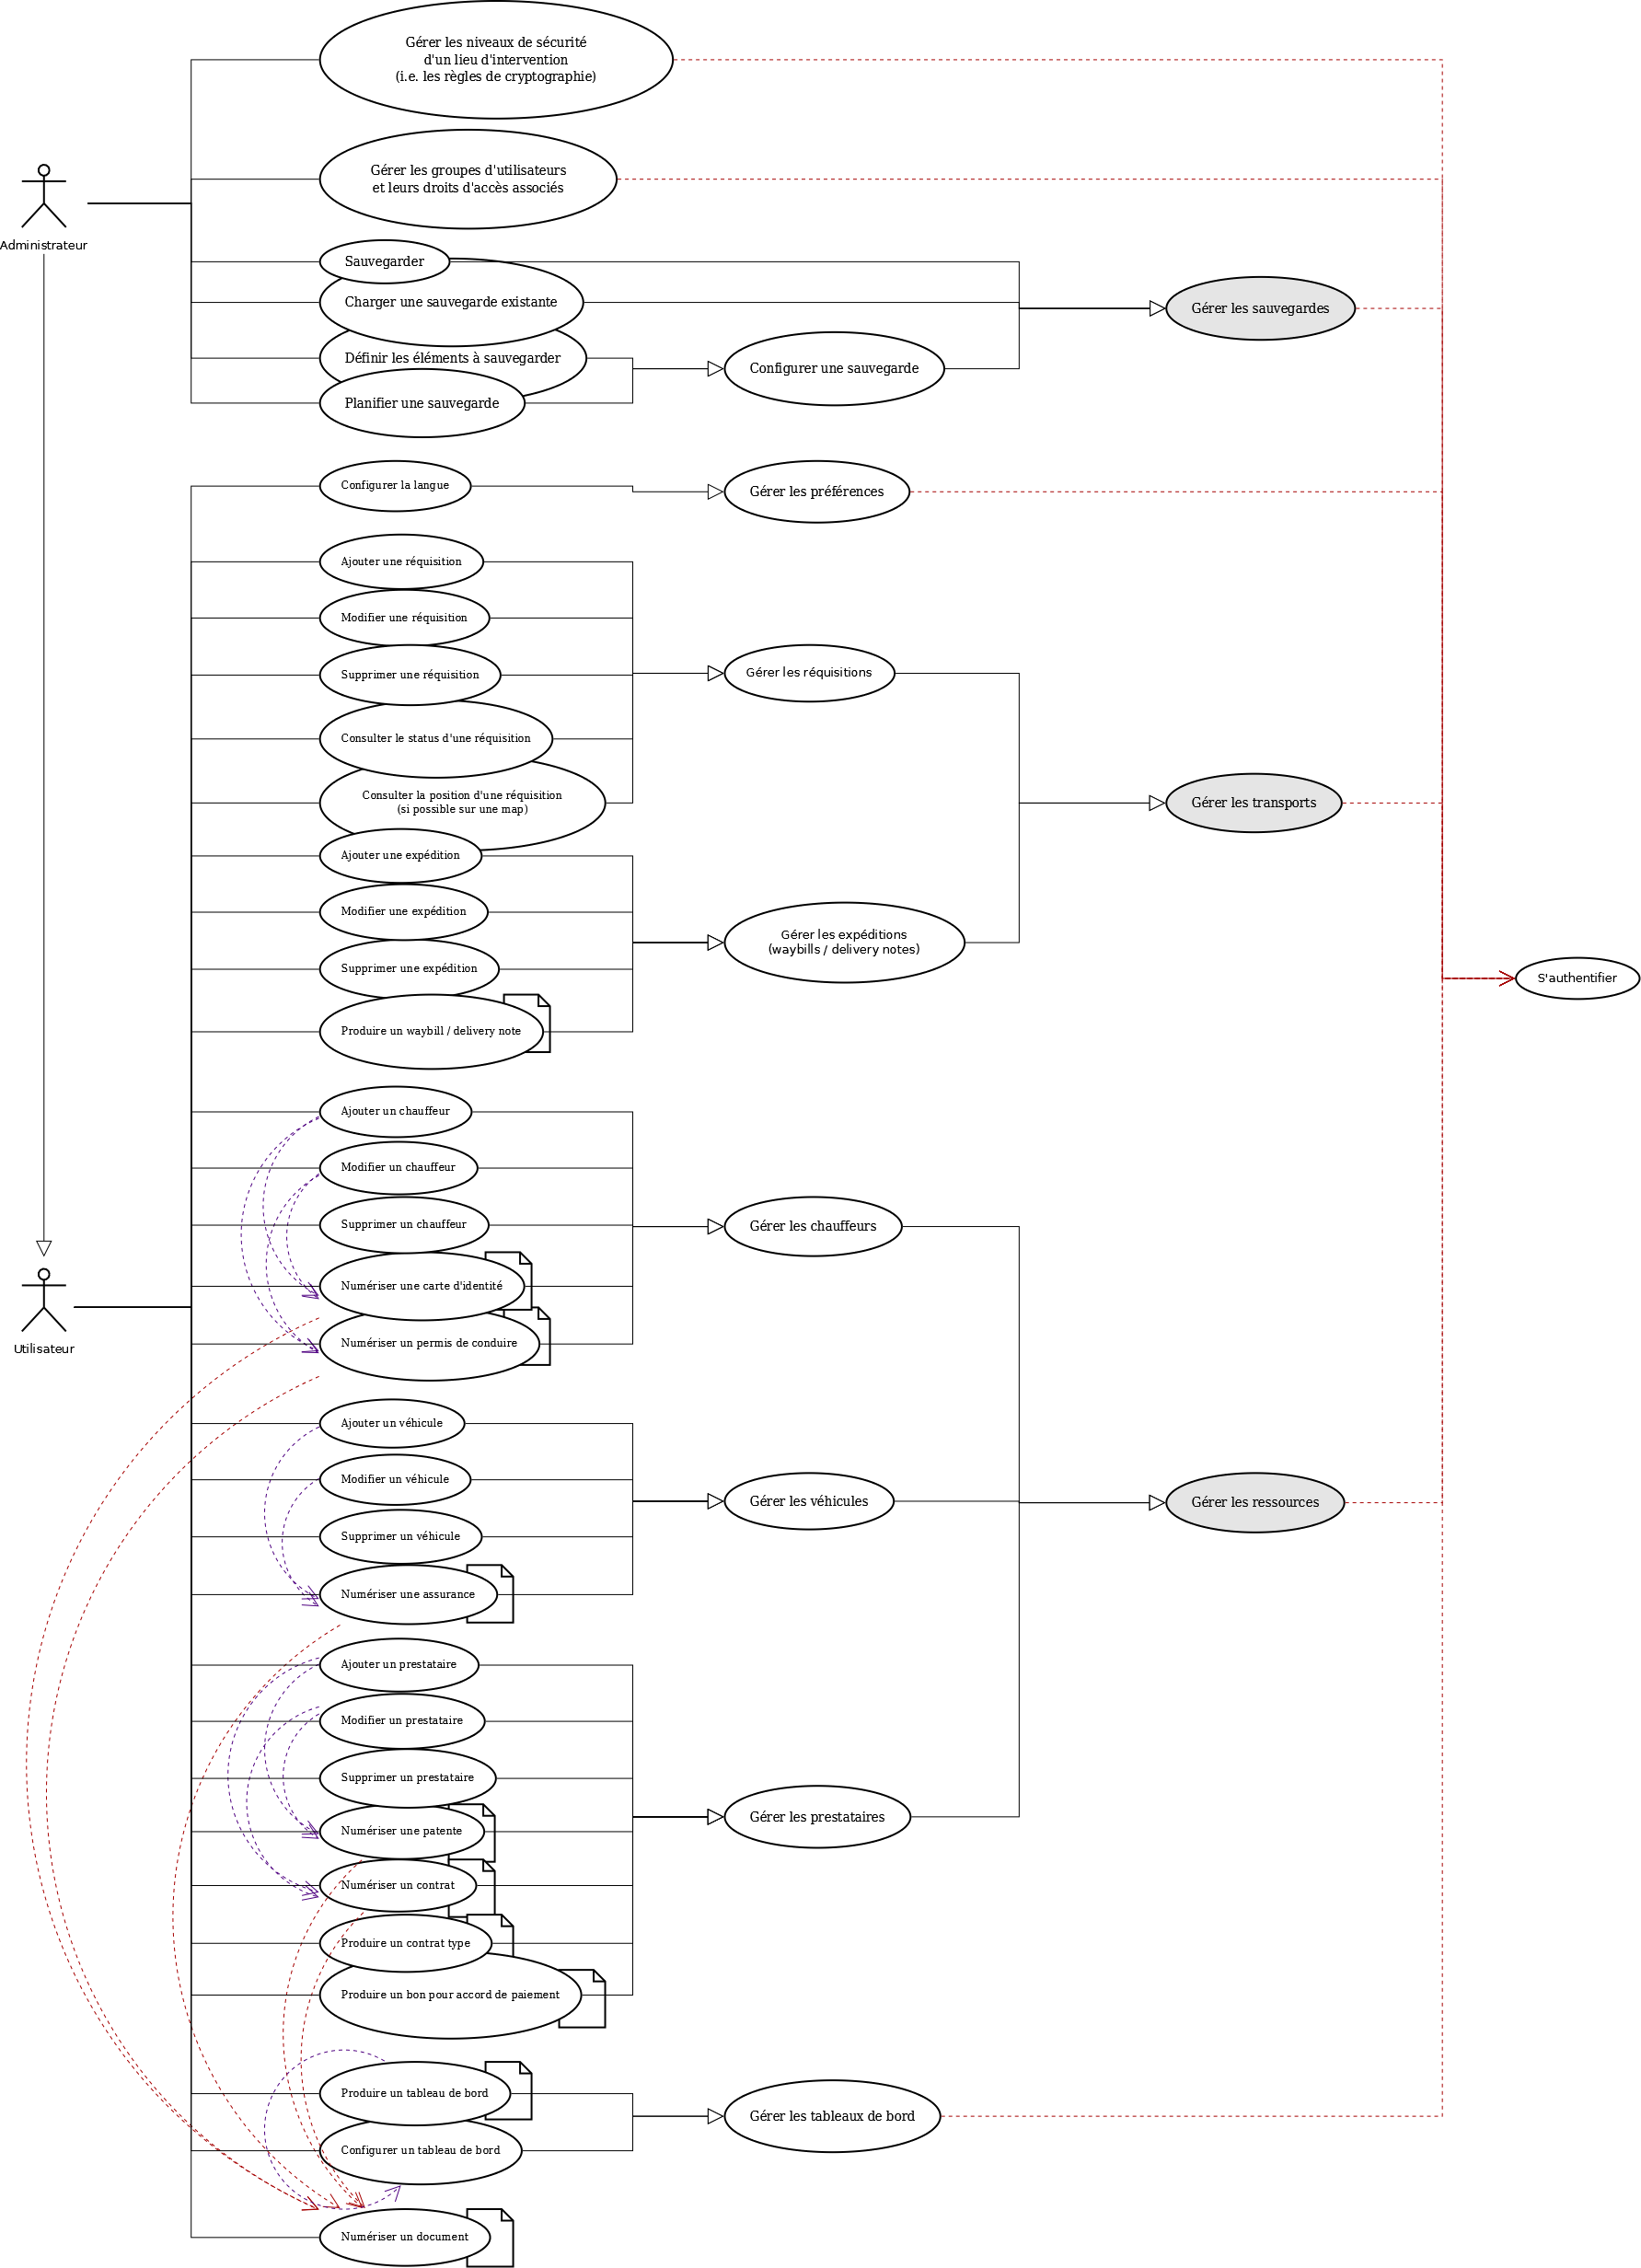 Gérer les niveaux de sécurité
d'un lieu d'intervention
(i.e. les règles de cryptographie)
Gérer les groupes d'utilisateurs
et leurs droits d'accès associés
Administrateur
Sauvegarder
Charger une sauvegarde existante
Gérer les sauvegardes
Définir les éléments à sauvegarder
Configurer une sauvegarde
Planifier une sauvegarde
Configurer la langue
Gérer les préférences
Ajouter une réquisition
Modifier une réquisition
Supprimer une réquisition
Gérer les réquisitions
Consulter le status d'une réquisition
Consulter la position d'une réquisition
(si possible sur une map)
Gérer les transports
Ajouter une expédition
Modifier une expédition
Gérer les expéditions
(waybills / delivery notes)
Supprimer une expédition
S'authentifier
Produire un waybill / delivery note
Ajouter un chauffeur
Modifier un chauffeur
Supprimer un chauffeur
Gérer les chauffeurs
Numériser une carte d'identité
Numériser un permis de conduire
Utilisateur
Ajouter un véhicule
Modifier un véhicule
Gérer les véhicules
Gérer les ressources
Supprimer un véhicule
Numériser une assurance
Ajouter un prestataire
Modifier un prestataire
Supprimer un prestataire
Gérer les prestataires
Numériser une patente
Numériser un contrat
Produire un contrat type
Produire un bon pour accord de paiement
Produire un tableau de bord
Gérer les tableaux de bord
Configurer un tableau de bord
Numériser un document